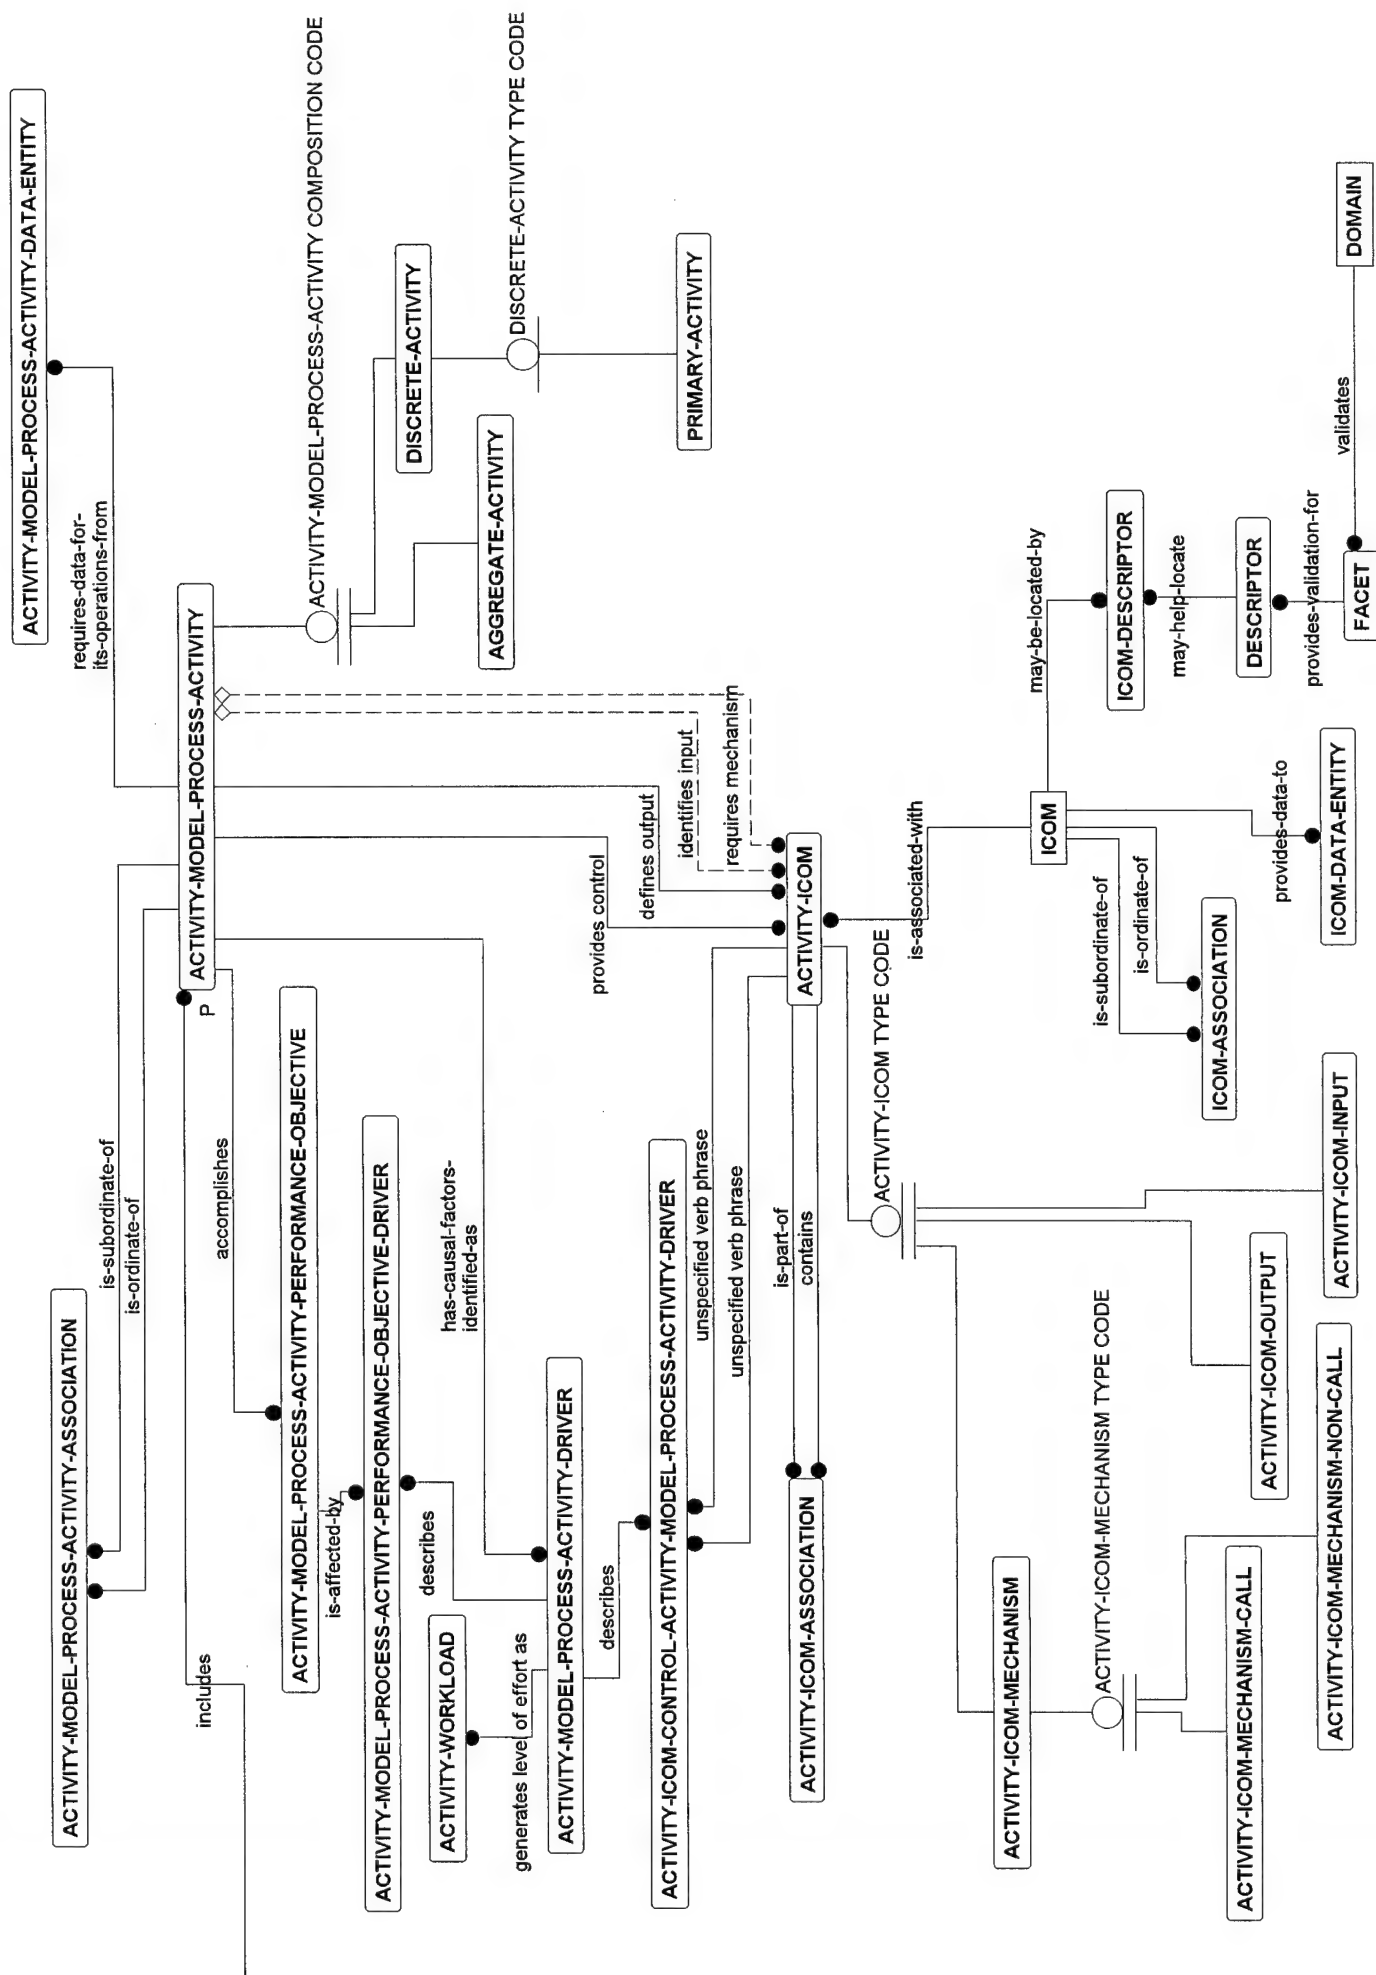 ACTIVITY-MODEL-PROCESS-ACTIVITY-ASSOCIATION
ACTIVITY-MODEL-PROCESS-ACTIVITY-DATA-ENTITY
is-subordinate-of
is-ordinate-of
requires-data-for-
its-operations-from
includes
P
ACTIVITY-MODEL-PROCESS-ACTIVITY
accomplishes
ACTIVITY-MODEL-PROCESS-ACTIVITY-PERFORMANCE-OBJECTIVE
ACTIVITY-MODEL-PROCESS-ACTIVITY COMPOSITION CODE
is-affected-by
ACTIVITY-MODEL-PROCESS-ACTIVITY-PERFORMANCE-OBJECTIVE-DRIVER
DISCRETE-ACTIVITY
describes
ACTIVITY-WORKLOAD
has-causal-factors-
identified-as
AGGREGATE-ACTIVITY
DISCRETE-ACTIVITY TYPE CODE
generates level of effort as
ACTIVITY-MODEL-PROCESS-ACTIVITY-DRIVER
describes
provides control
defines output
identifies input
requires mechanism
PRIMARY-ACTIVITY
ACTIVITY-ICOM-CONTROL-ACTIVITY-MODEL-PROCESS-ACTIVITY-DRIVER
unspecified verb phrase
unspecified verb phrase
is-part-of
contains
ACTIVITY-ICOM-ASSOCIATION
ACTIVITY-ICOM
ACTIVITY-ICOM TYPE CODE
is-associated-with
ACTIVITY-ICOM-MECHANISM
ICOM
may-be-located-by
ACTIVITY-ICOM-MECHANISM TYPE CODE
is-subordinate-of
is-ordinate-of
ICOM-DESCRIPTOR
may-help-locate
ACTIVITY-ICOM-MECHANISM-CALL
ACTIVITY-ICOM-OUTPUT
ICOM-ASSOCIATION
provides-data-to
DESCRIPTOR
provides-validation-for
ACTIVITY-ICOM-MECHANISM-NON-CALL
ACTIVITY-ICOM-INPUT
ICOM-DATA-ENTITY
FACET
validates
DOMAIN